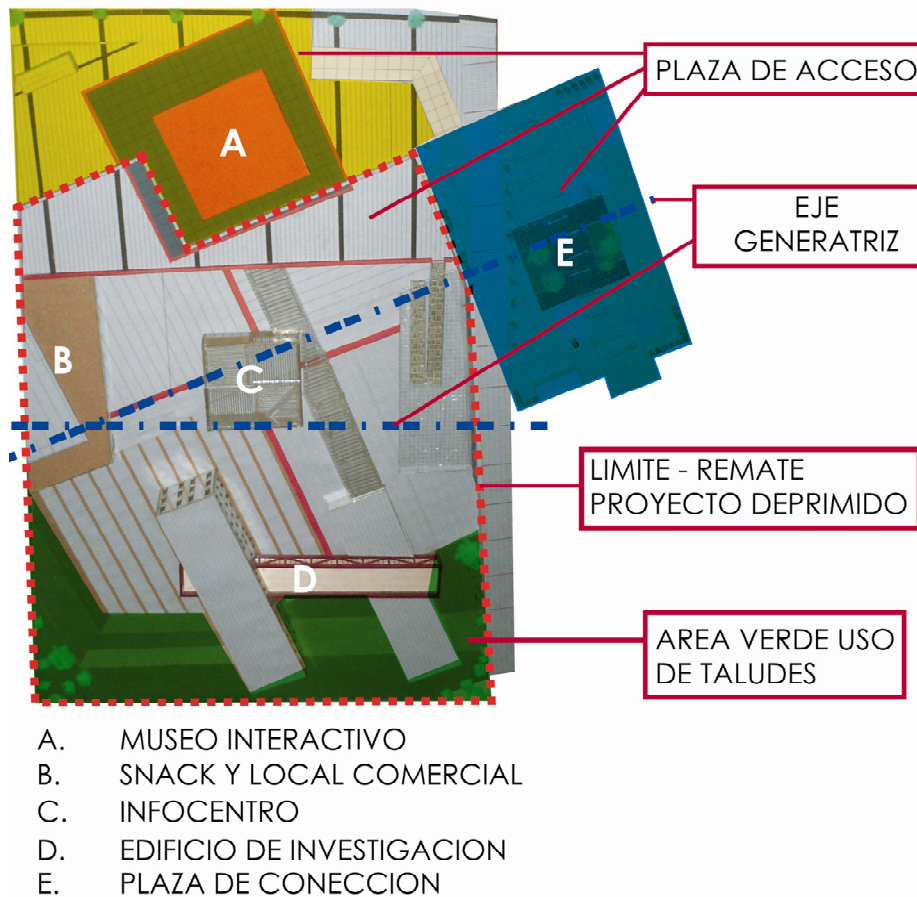 PLAZA DE ACCESO
A
EJE
GENERATRIZ
E
B
C
LIMITE - REMATE
PROYECTO DEPRIMIDO
D
AREA VERDE USO
DE TALUDES
A. MUSEO INTERACTIVO
B. SNACK Y LOCAL COMERCIAL
C. INFOCENTRO
D. EDIFICIO DE INVESTIGACION
E. PLAZA DE CONECCION